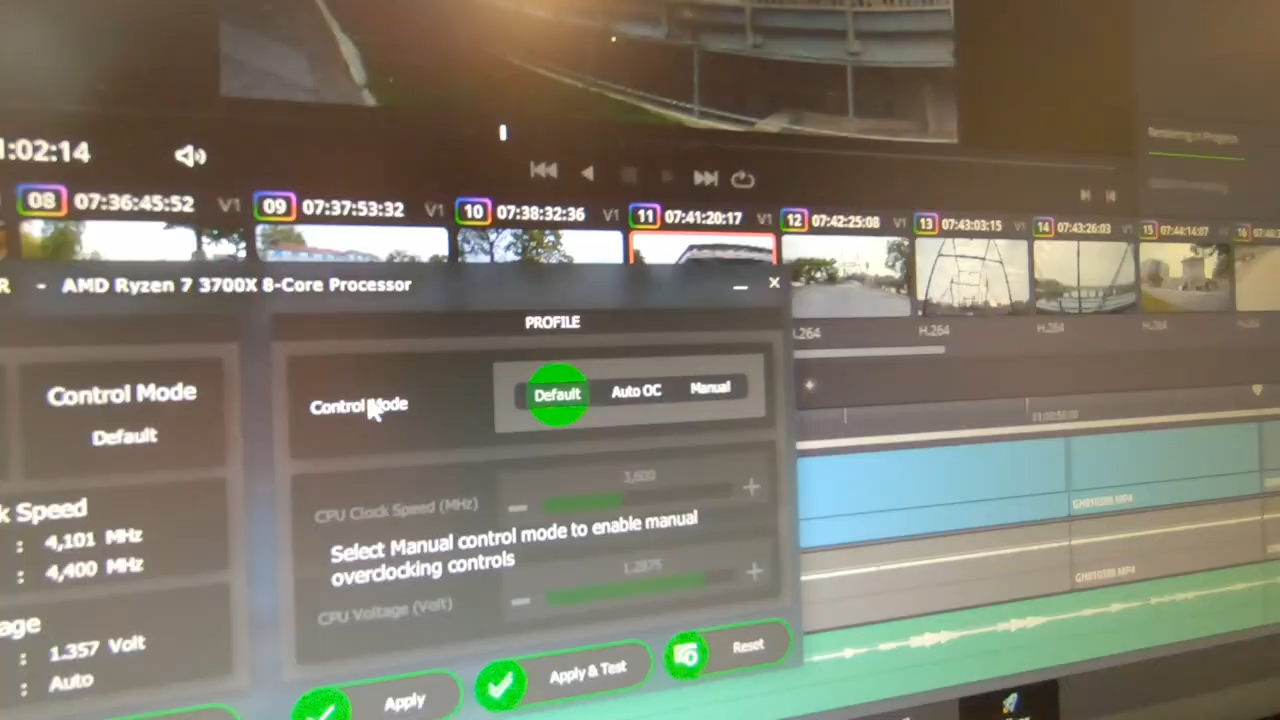 1:02:14
08 07:36:45:52 V1
09 07:37:53:32 V1
10 07:38:32:36 V1
11 07:41:20:17 V1
12 07:42:25:08 V1
13 07:43:03:15 V1
14 07:43:26:03 V1
15 07:44:14:07
16
R - AMD Ryzen 7 3700X 8-Core Processor
PROFILE
H.264
H.264
H.264
Control Mode
Default
Control Mode
Default Auto OC Manual
k Speed
: 4,101 MHz
: 4,400 MHz
age
: 1.357 Volt
: Auto
CPU Clock Speed (MHz)
3,600
Select Manual control mode to enable manual
overclocking controls
1.2875
CPU Voltage (Volt)
Apply
Apply & Test
Reset